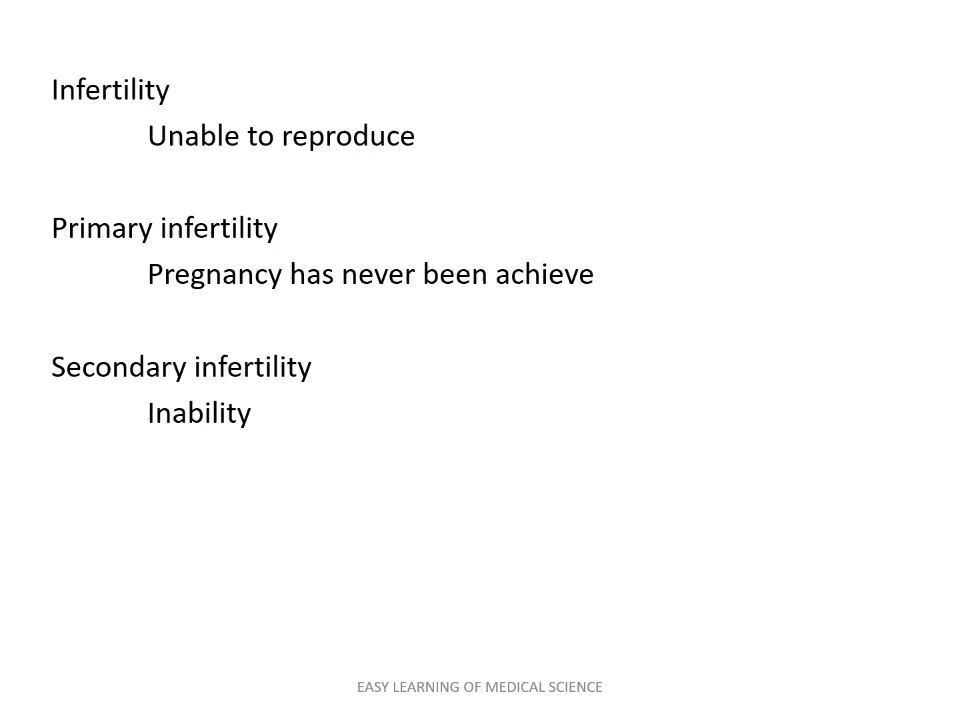 Infertility
Unable to reproduce
Primary infertility
Pregnancy has never been achieve
Secondary infertility
Inability
EASY LEARNING OF MEDICAL SCIENCE